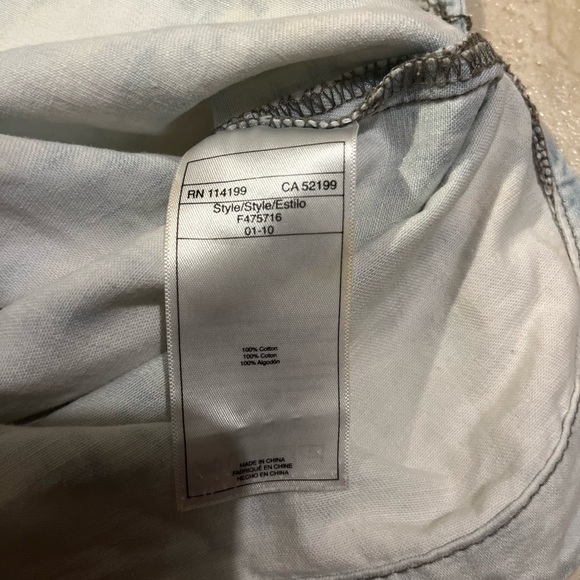 RN 114199 CA 52199
Style/Style/Estilo
F475716
01-10
100% Cotton
100% Coton
100% Algodón
MADE IN CHINA
FABRIQUÉ EN CHINE
HECHO EN CHINA